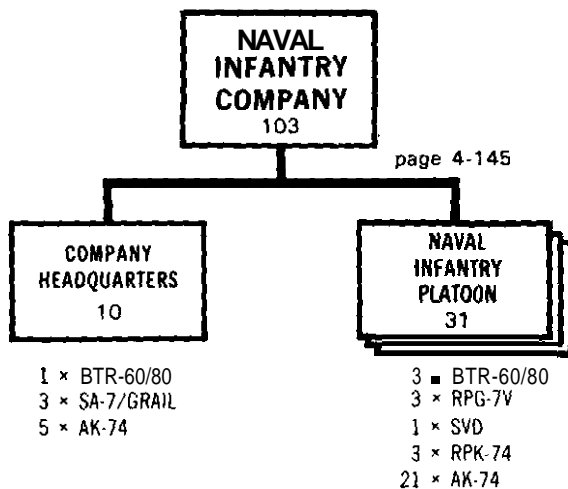 NAVAL
INFANTRY
COMPANY
103
page 4-145
COMPANY
HEADQUARTERS
10
NAVAL
INFANTRY
PLATOON
31
1 × BTR-60/80
3 × SA-7/GRAIL
5 × AK-74
3 ▪ BTR-60/80
3 × RPG-7V
1 × SVD
3 × RPK-74
21 × AK-74